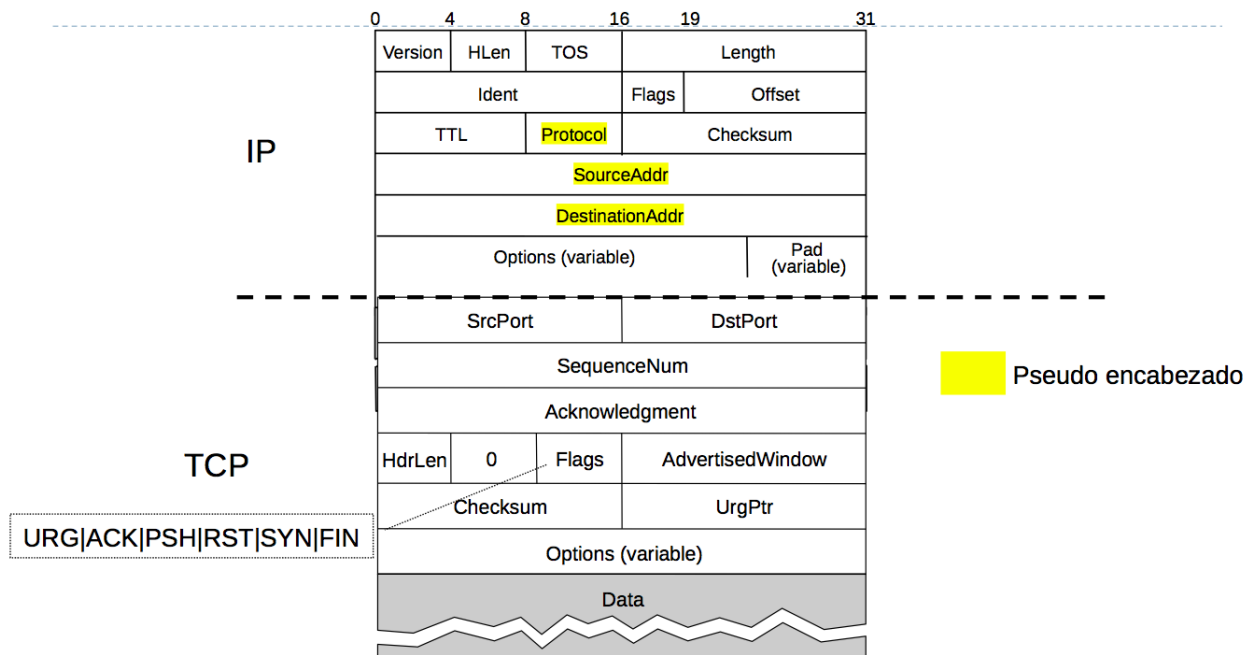 0 4 8 16 19 31
Version HLen TOS Length
Ident Flags Offset
TTL Protocol Checksum
IP
SourceAddr
DestinationAddr
Options (variable) Pad
(variable)
SrcPort DstPort
SequenceNum
Pseudo encabezado
Acknowledgment
TCP
HdrLen 0 Flags AdvertisedWindow
Checksum UrgPtr
URG|ACK|PSH|RST|SYN|FIN
Options (variable)
Data